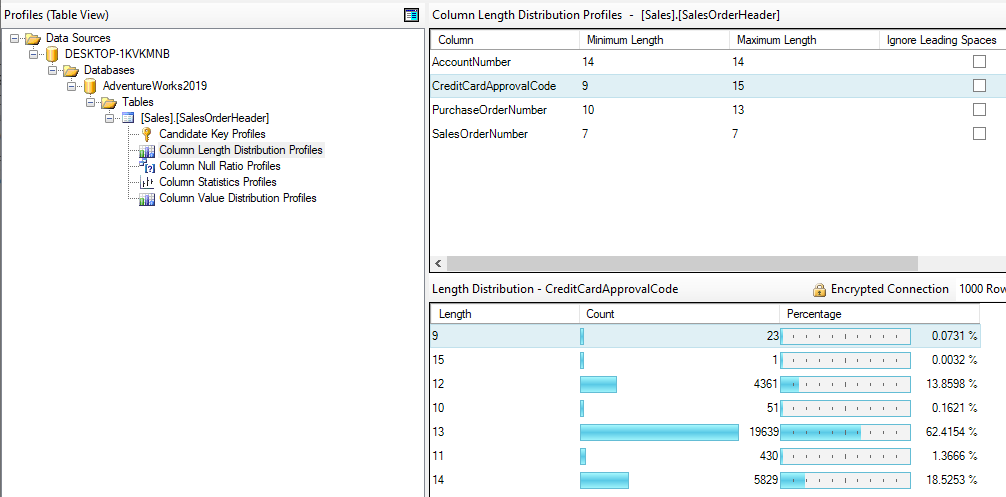 Profiles (Table View)
Data Sources
DESKTOP-1KVKMNB
Databases
AdventureWorks2019
Tables
[Sales].[SalesOrderHeader]
Candidate Key Profiles
Column Length Distribution Profiles
Column Null Ratio Profiles
Column Statistics Profiles
Column Value Distribution Profiles
Column Length Distribution Profiles - [Sales].[SalesOrderHeader]
Column Minimum Length Maximum Length Ignore Leading Spaces
AccountNumber 14 14
CreditCardApprovalCode 9 15
PurchaseOrderNumber 10 13
SalesOrderNumber 7 7
Length Distribution - CreditCardApprovalCode Encrypted Connection 1000 Row
Length Count Percentage
9 23 0.0731 %
15 1 0.0032 %
12 4361 13.8598 %
10 51 0.1621 %
13 19639 62.4154 %
11 430 1.3666 %
14 5829 18.5253 %